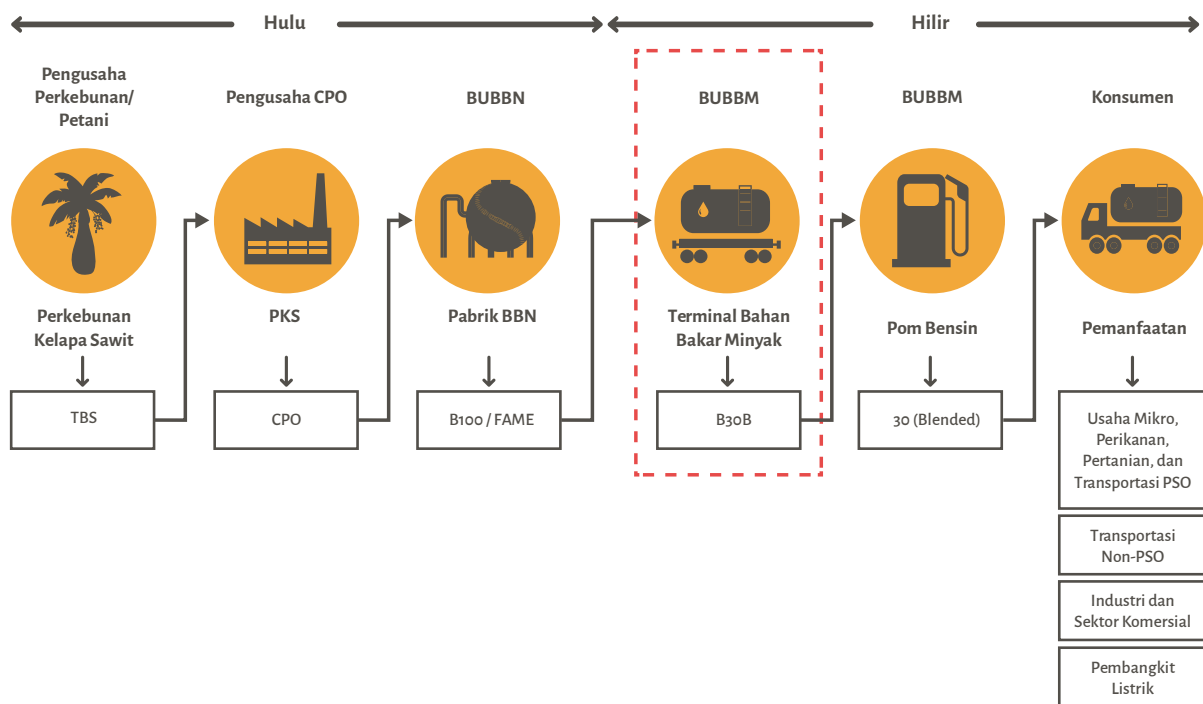 Hulu
Hilir
Pengusaha
Perkebunan/
Petani
Pengusaha CPO
BUBBN
BUBBM
BUBBM
Konsumen
Perkebunan
Kelapa Sawit
PKS
Pabrik BBN
Terminal Bahan
Bakar Minyak
Pom Bensin
Pemanfaatan
TBS
CPO
B100 / FAME
B30B
30 (Blended)
Usaha Mikro,
Perikanan,
Pertanian, dan
Transportasi PSO
Transportasi
Non-PSO
Industri dan
Sektor Komersial
Pembangkit
Listrik